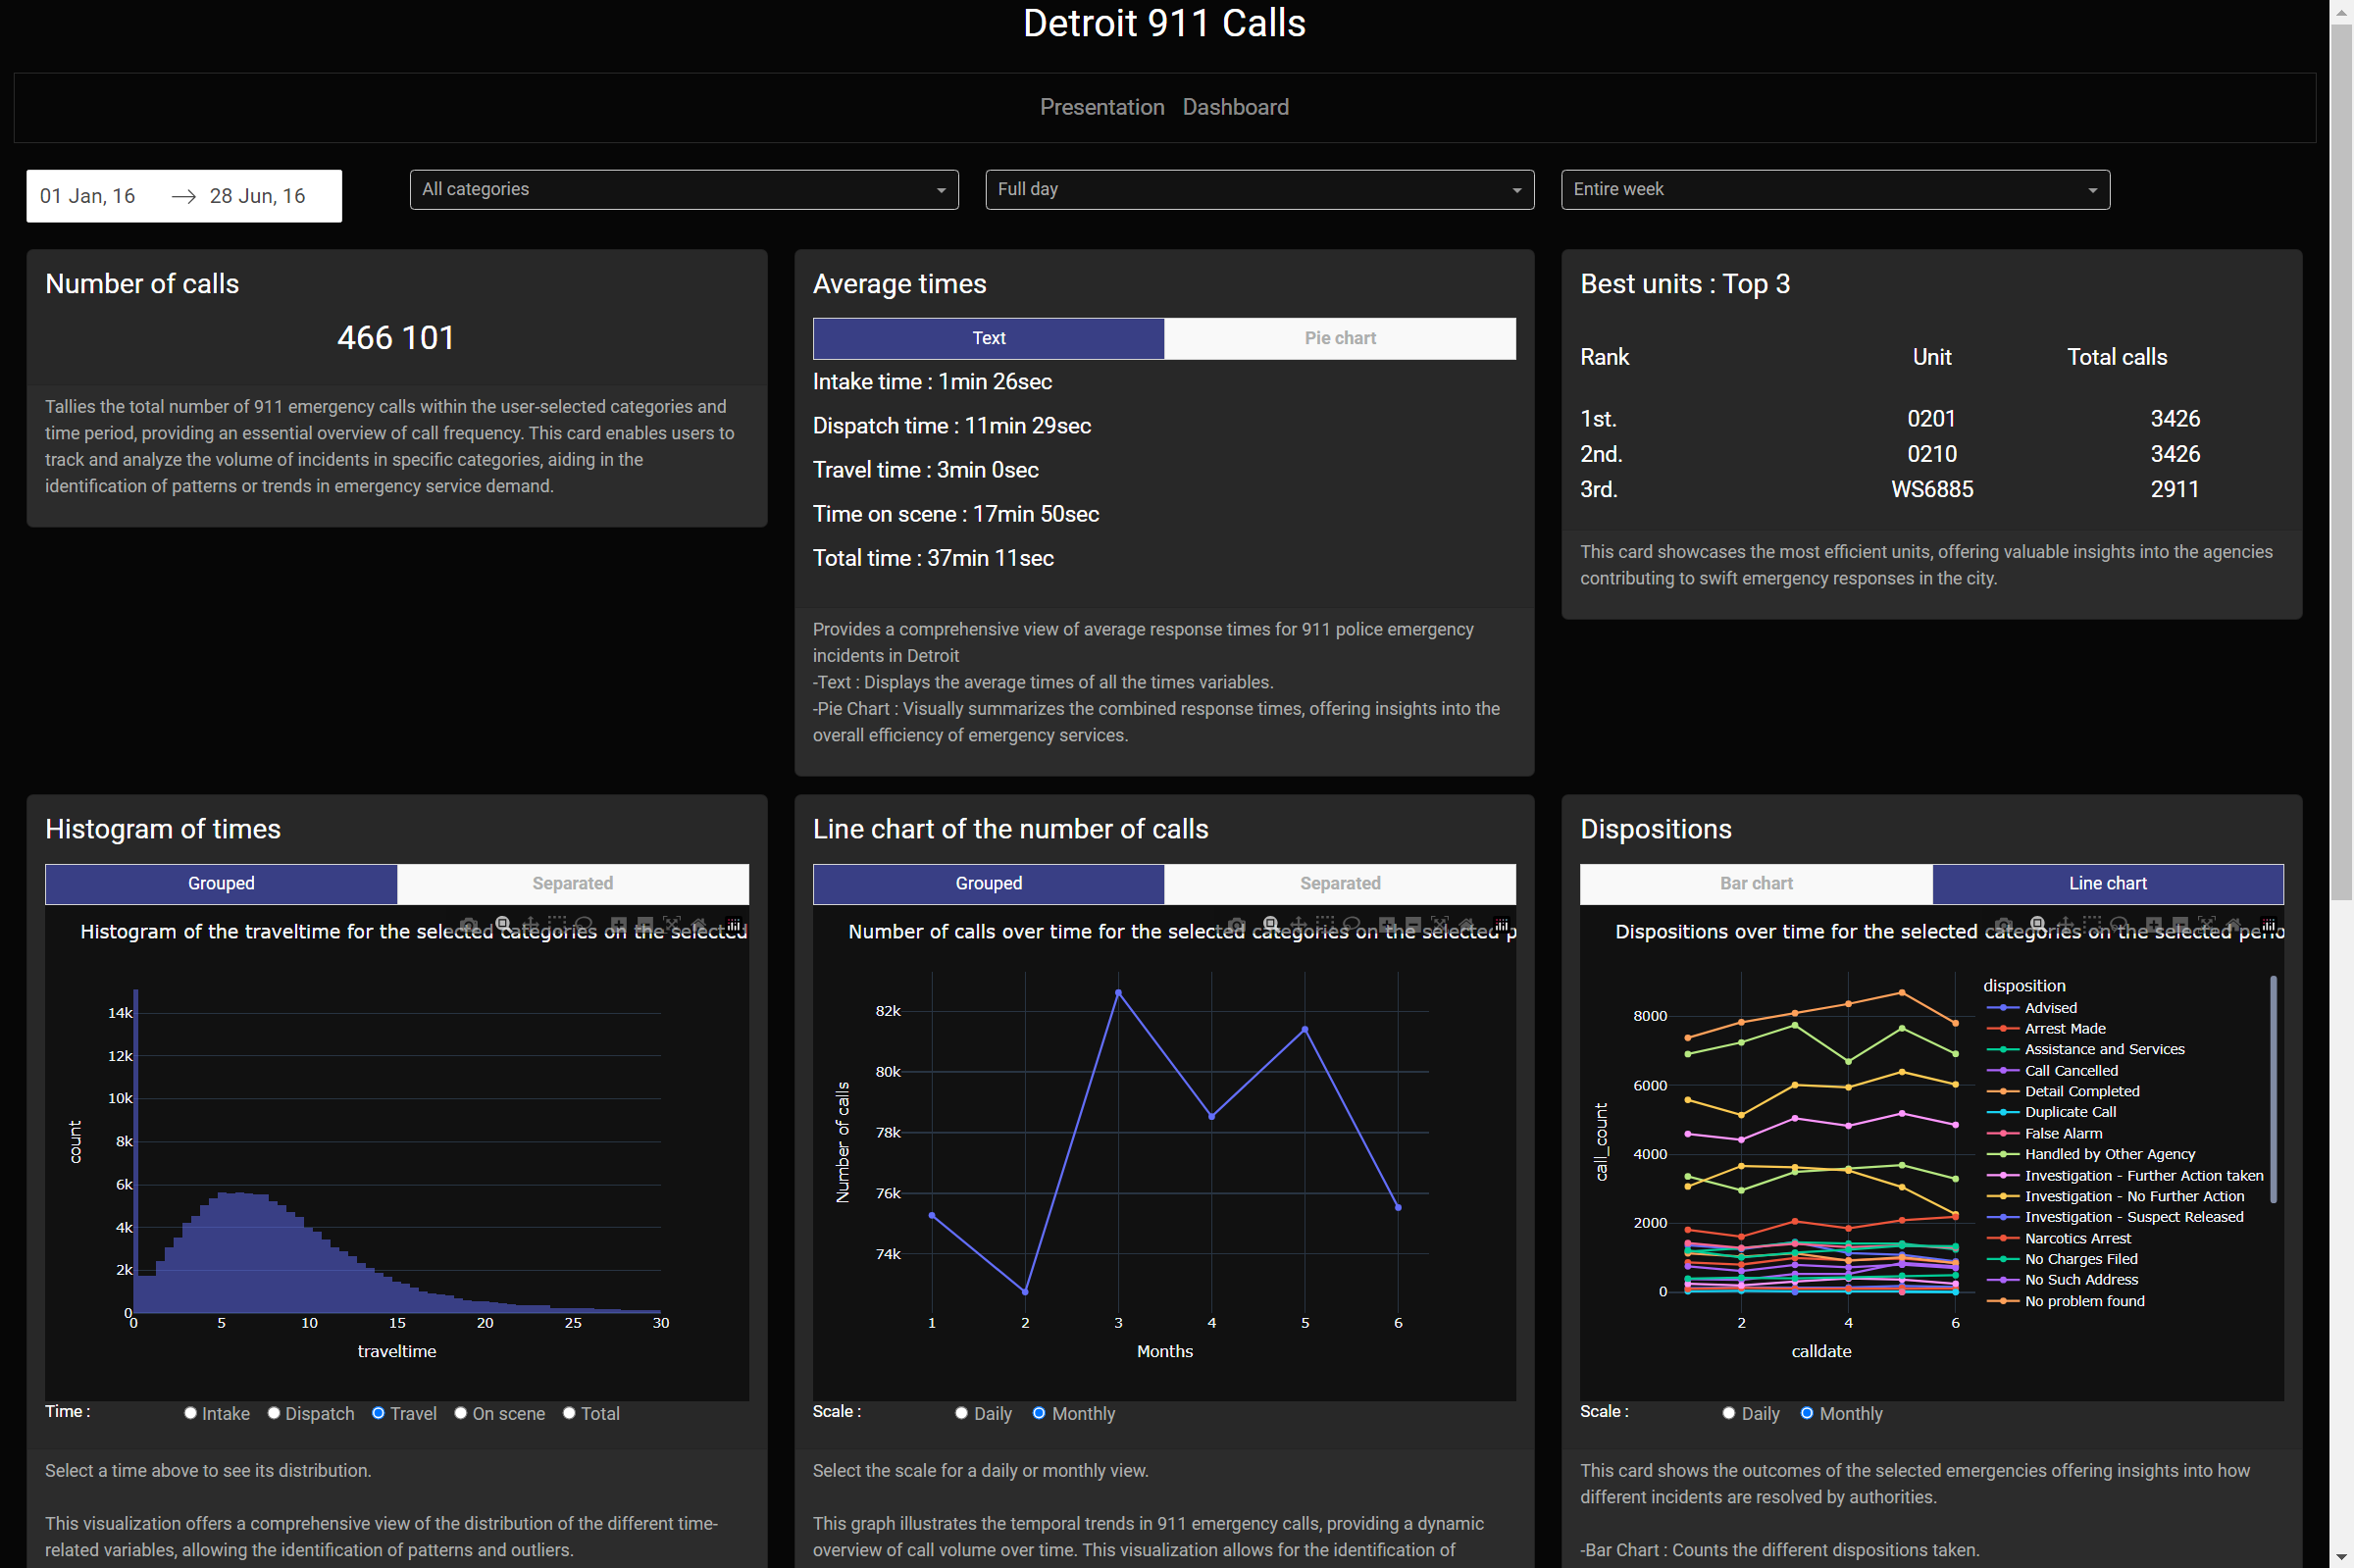 Detroit 911 Calls
Presentation Dashboard
01 Jan, 16 → 28 Jun, 16
All categories
Full day
Entire week
Number of calls
466 101
Tallies the total number of 911 emergency calls within the user-selected categories and
time period, providing an essential overview of call frequency. This card enables users to
track and analyze the volume of incidents in specific categories, aiding in the
identification of patterns or trends in emergency service demand.
Average times
Text Pie chart
Intake time : 1min 26sec
Dispatch time : 11min 29sec
Travel time : 3min 0sec
Time on scene : 17min 50sec
Total time : 37min 11sec
Provides a comprehensive view of average response times for 911 police emergency
incidents in Detroit
-Text : Displays the average times of all the times variables.
-Pie Chart : Visually summarizes the combined response times, offering insights into the
overall efficiency of emergency services.
Best units : Top 3
Rank Unit Total calls
1st. 0201 3426
2nd. 0210 3426
3rd. WS6885 2911
This card showcases the most efficient units, offering valuable insights into the agencies
contributing to swift emergency responses in the city.
Histogram of times
Grouped Separated
Histogram of the traveltime for the selected categories on the selected
14k
12k
10k
8k
6k
4k
2k
0
count
0 5 10 15 20 25 30
traveltime
Time : Intake Dispatch Travel On scene Total
Select a time above to see its distribution.
This visualization offers a comprehensive view of the distribution of the different time-
related variables, allowing the identification of patterns and outliers.
Line chart of the number of calls
Grouped Separated
Number of calls over time for the selected categories on the selected p
82k
80k
78k
76k
74k
Number of calls
1 2 3 4 5 6
Months
Scale : Daily Monthly
Select the scale for a daily or monthly view.
This graph illustrates the temporal trends in 911 emergency calls, providing a dynamic
overview of call volume over time. This visualization allows for the identification of
Dispositions
Bar chart Line chart
Dispositions over time for the selected categories on the selected perio
8000
6000
4000
2000
0
call_count
2 4 6
calldate
disposition
Advised
Arrest Made
Assistance and Services
Call Cancelled
Detail Completed
Duplicate Call
False Alarm
Handled by Other Agency
Investigation - Further Action taken
Investigation - No Further Action
Investigation - Suspect Released
Narcotics Arrest
No Charges Filed
No Such Address
No problem found
Scale : Daily Monthly
This card shows the outcomes of the selected emergencies offering insights into how
different incidents are resolved by authorities.
-Bar Chart : Counts the different dispositions taken.